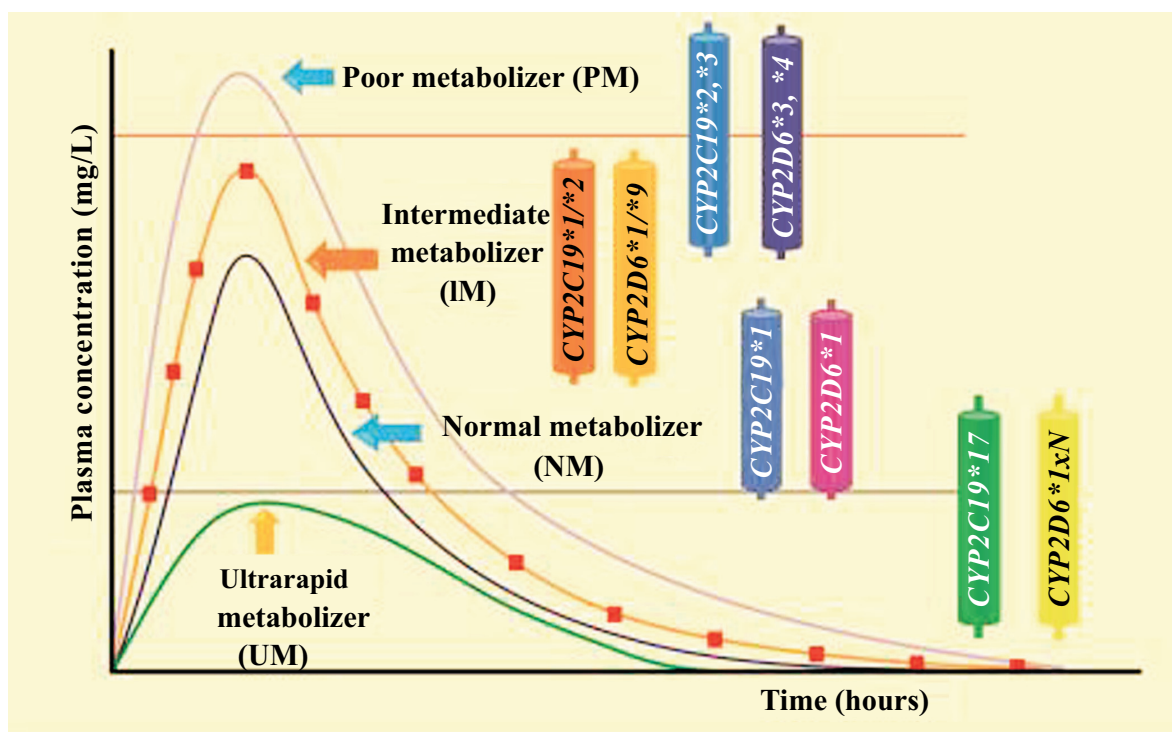 Plasma concentration (mg/L)
Poor metabolizer (PM)
CYP2C19*2,*3
CYP2D6*3, *4
Intermediate
metabolizer
(IM)
CYP2C19*1/*2
CYP2D6*1/*9
Normal metabolizer
(NM)
CYP2C19*1
CYP2D6*1
Ultrarapid
metabolizer
(UM)
CYP2C19*17
CYP2D6*1xN
Time (hours)